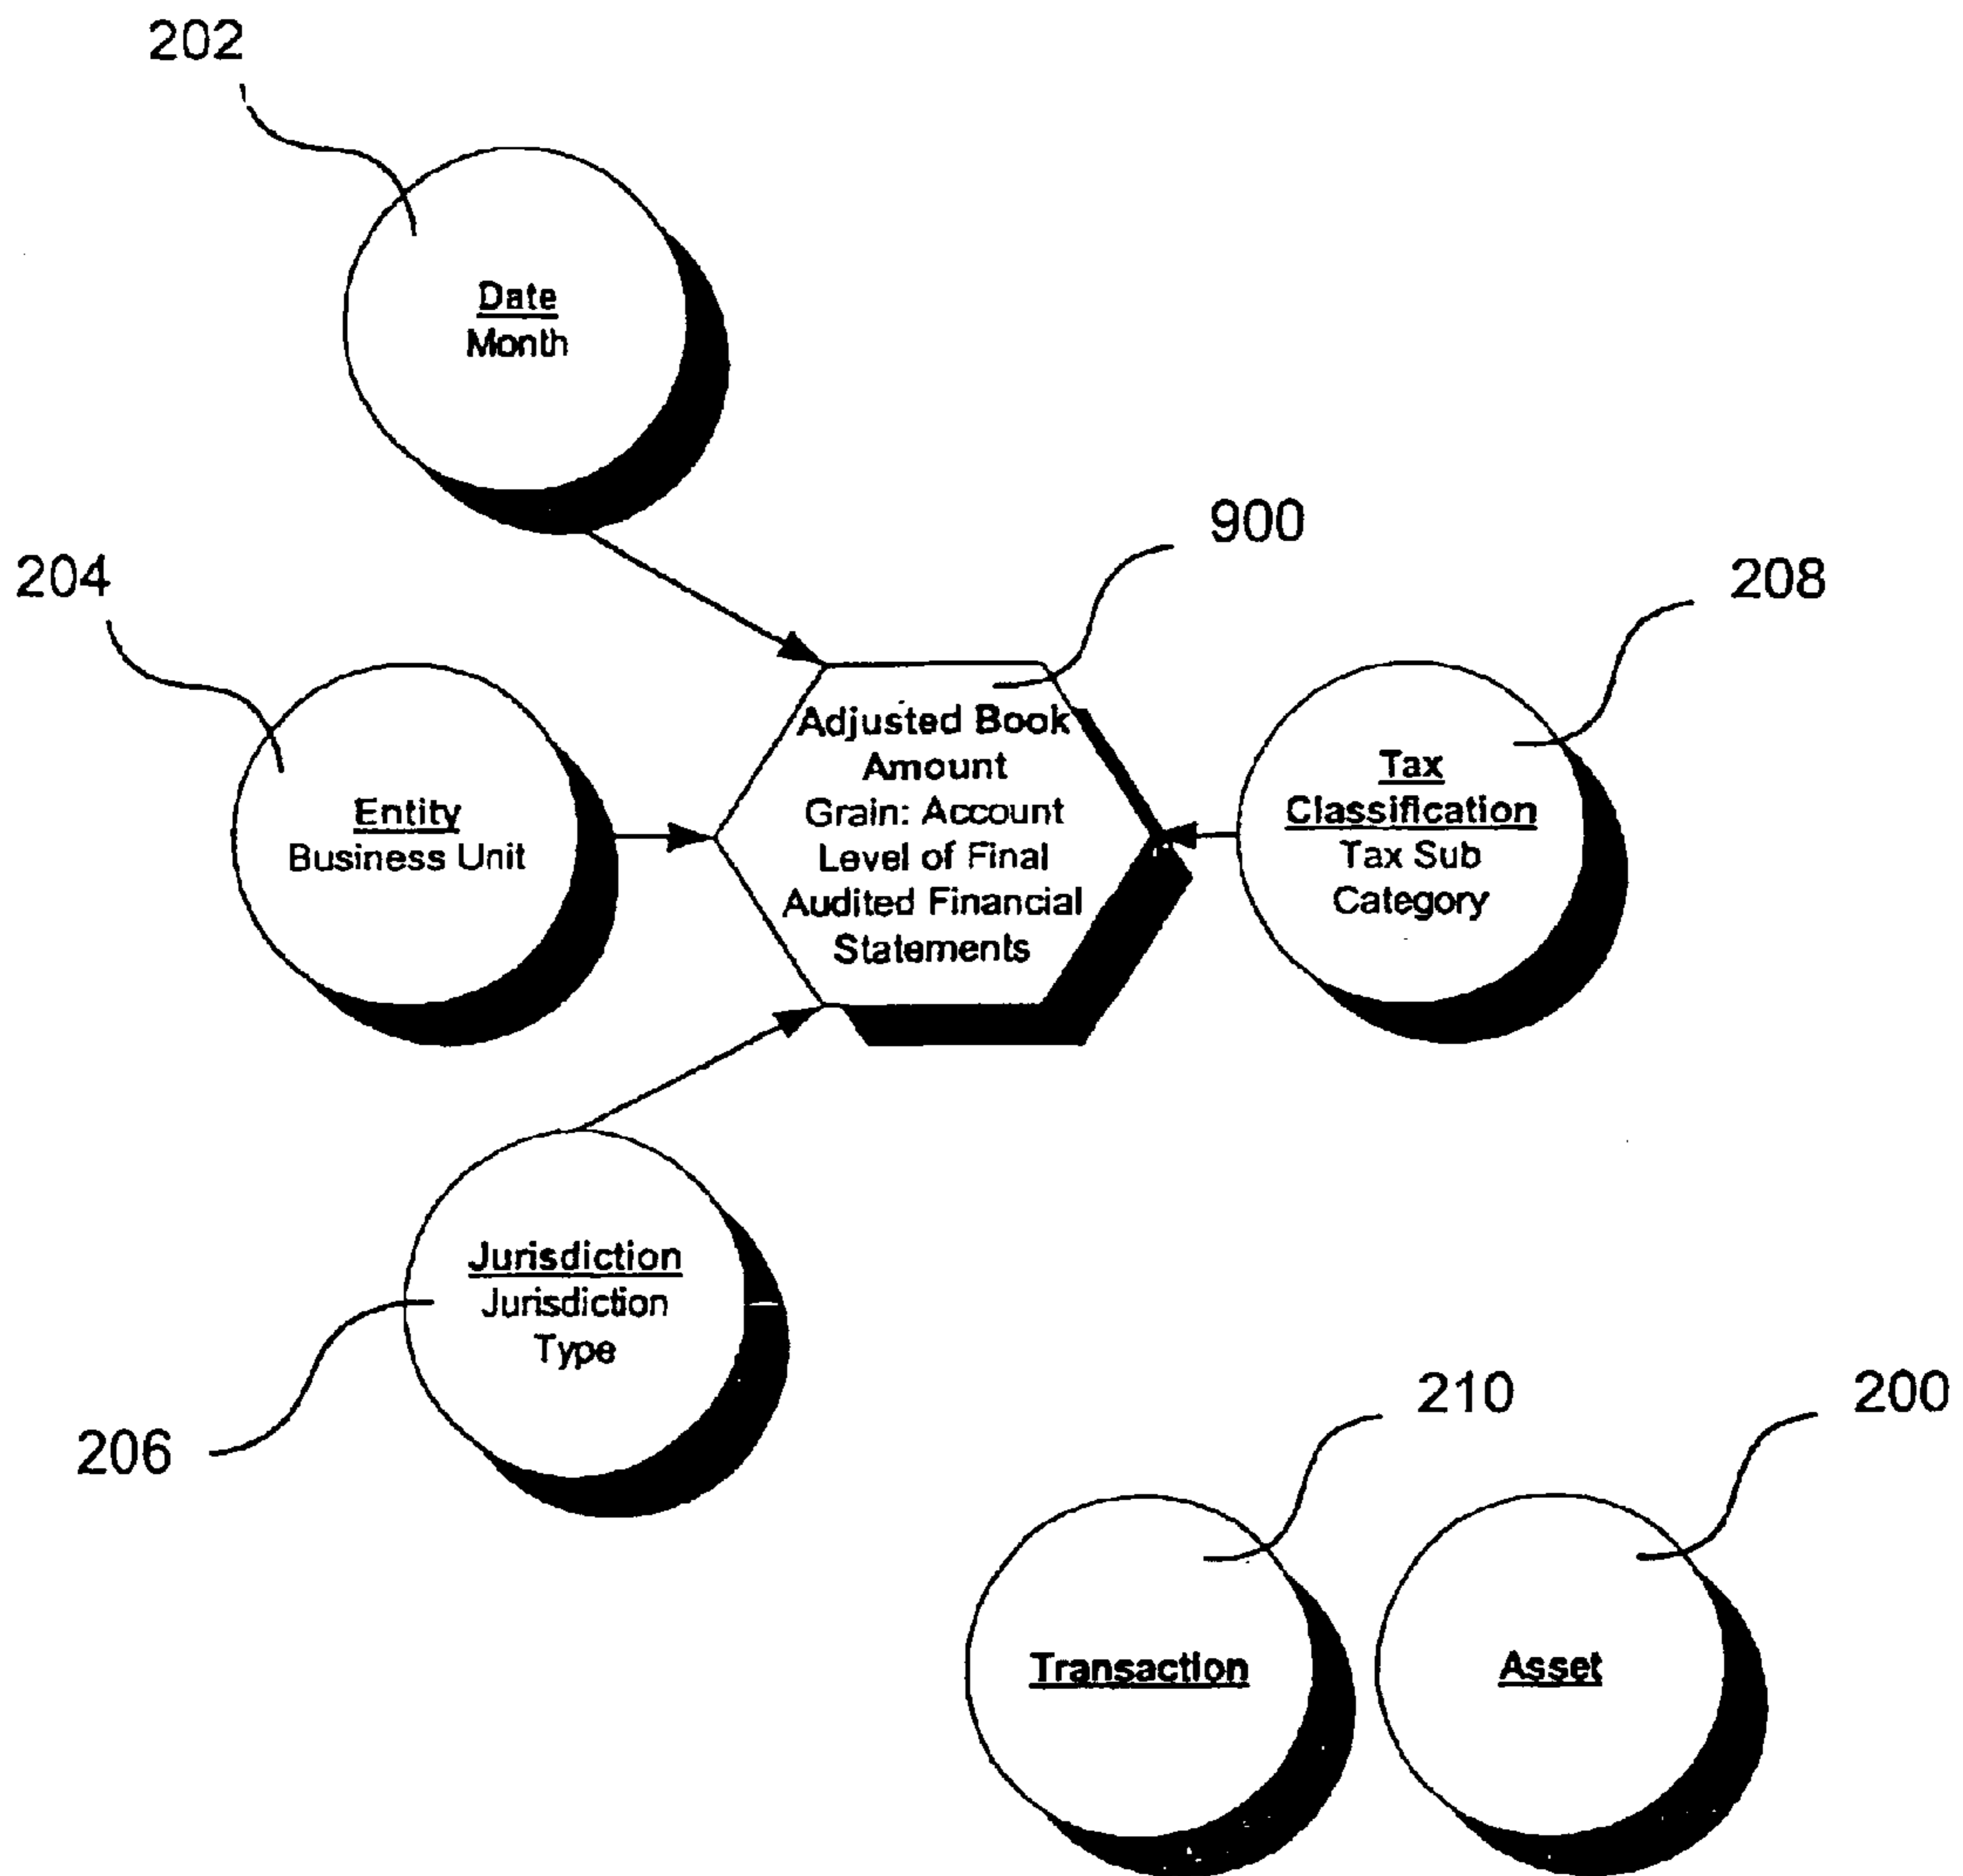 202
Date
Month
900
204
208
Entity
Business Unit
Adjusted Book
Amount
Grain: Account
Level of Final
Audited Financial
Statements
Tax
Classification
Tax Sub
Category
Jurisdiction
Jurisdiction
Type
206
210
200
Transaction
Asset